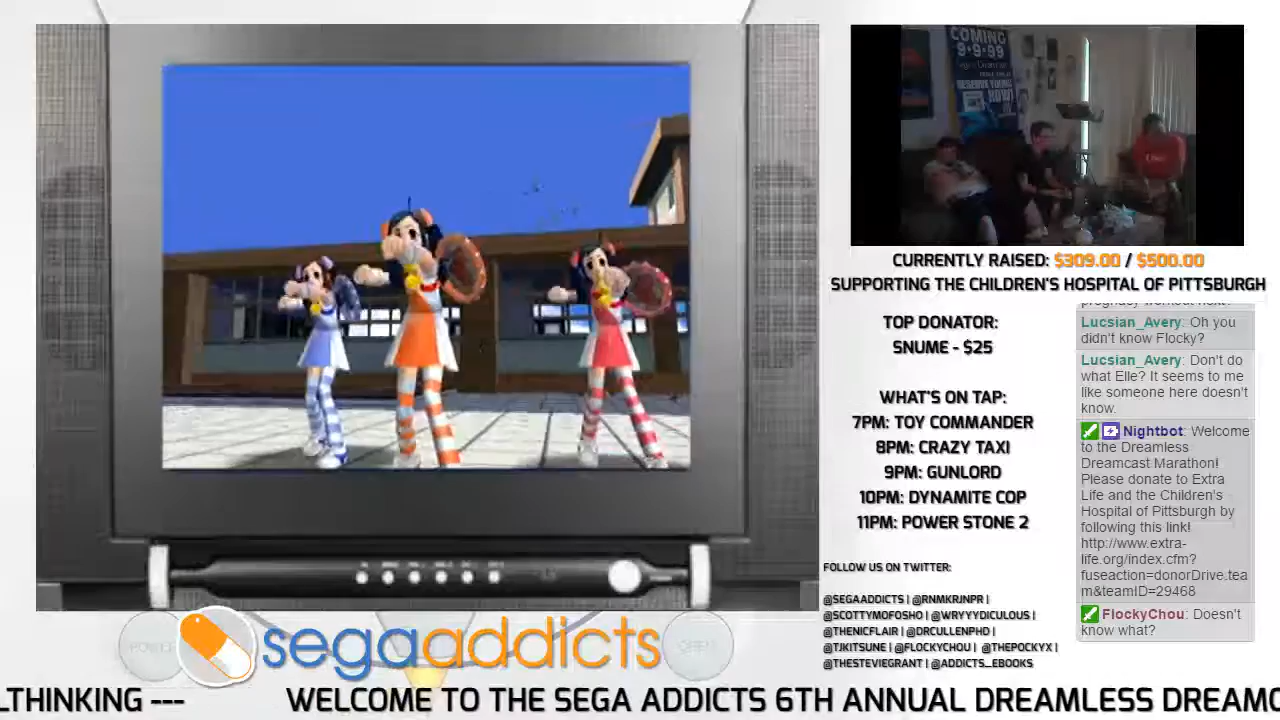 COMING
9·9·99
CURRENTLY RAISED: $309.00 / $500.00
SUPPORTING THE CHILDREN'S HOSPITAL OF PITTSBURGH
TOP DONATOR:
SNUME - $25
WHAT'S ON TAP:
7PM: TOY COMMANDER
8PM: CRAZY TAXI
9PM: GUNLORD
10PM: DYNAMITE COP
11PM: POWER STONE 2
FOLLOW US ON TWITTER:
@SEGAADDICTS | @RNMKRJNPR |
@SCOTTYMOFOSHO | @WRYYYDICULOUS |
@THENICFLAIR | @DRCULLENPHD |
@TJKITSUNE | @FLOCKYCHOU | @THEPOCKYX |
@THESTEVIEGRANT | @ADDICTS_EBOOKS
Lucsian_Avery: Oh you
didn't know Flocky?
Lucsian_Avery: Don't do
what Elle? It seems to me
like someone here doesn't
know.
Nightbot: Welcome
to the Dreamless
Dreamcast Marathon!
Please donate to Extra
Life and the Children's
Hospital of Pittsburgh by
following this link!
http://www.extra-
life.org/index.cfm?
fuseaction=donorDrive.tea
m&teamID=29468
FlockyChou: Doesn't
know what?
POWER
segaaddicts
OPEN
LTHINKING --- WELCOME TO THE SEGA ADDICTS 6TH ANNUAL DREAMLESS DREAMC